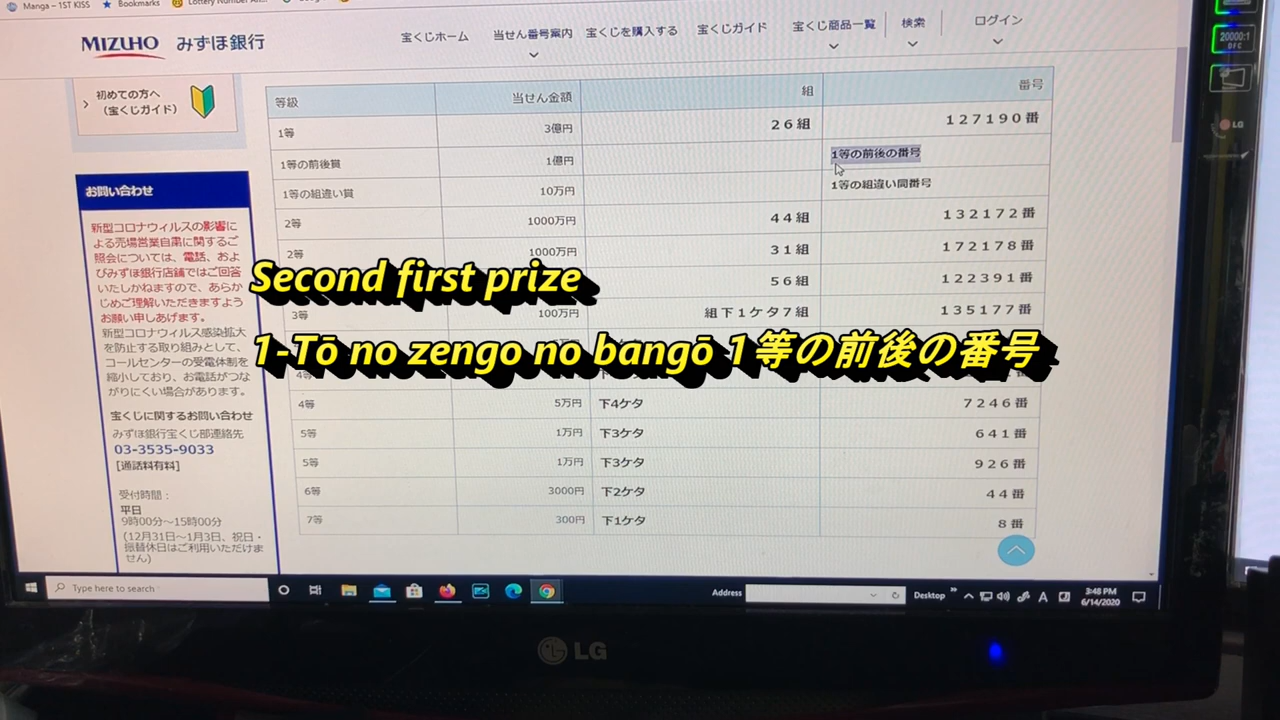 Manga – 1ST KISS
Bookmarks
MIZUHO みずほ銀行
宝くじホーム
当せん番号案内
宝くじを購入する
宝くじガイド
宝くじ商品一覧
検索
ログイン
初めての方へ
（宝くじガイド）
お問い合わせ
新型コロナウィルスの影響に
よる売場営業自粛に関するご
照会については、電話、およ
びみずほ銀行店舗ではご回答
いたしかねますので、あらか
じめご理解いただきますよう
お願い申しあげます。
新型コロナウィルス感染拡大
を防止する取り組みとして、
コールセンターの受電体制を
縮小しており、お電話がつな
がりにくい場合があります。
宝くじに関するお問い合わせ
みずほ銀行宝くじ部連絡先
03-3535-9033
[通話料有料]
受付時間：
平日
9時00分～15時00分
(12月31日～1月3日、祝日・
振替休日はご利用いただけま
せん)
等級 当せん金額 組 番号
1等 3億円 26組 127190番
1等の前後賞 1億円 1等の前後の番号
1等の組違い賞 10万円 1等の組違い同番号
2等 1000万円 44組 132172番
2等 1000万円 31組 172178番
56組 122391番
3等 100万円 組下1ケタ7組 135177番
4等
4等 5万円 下4ケタ 7246番
5等 1万円 下3ケタ 641番
5等 1万円 下3ケタ 926番
6等 3000円 下2ケタ 44番
7等 300円 下1ケタ 8番
Second first prize
1-Tō no zengo no bangō 1等の前後の番号
Type here to search
Address
Desktop
A
3:48 PM
6/14/2020
LG
20000:1
DFC
LG